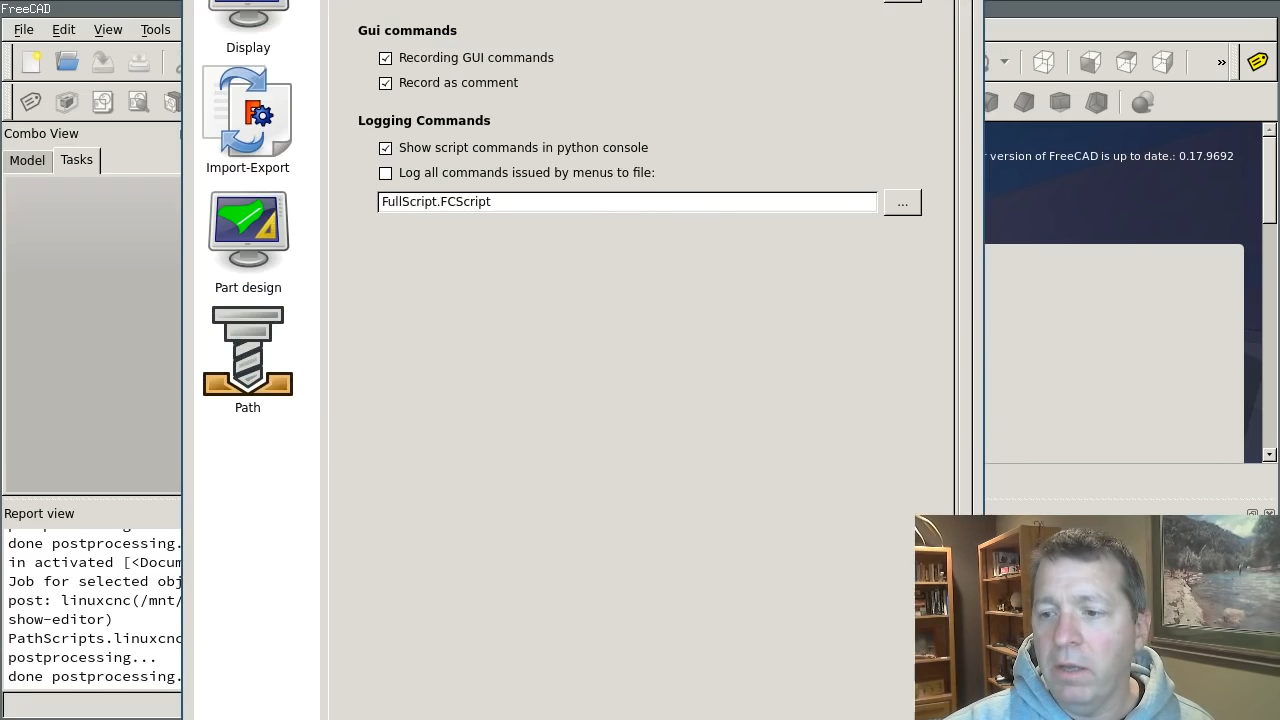 FreeCAD
File Edit View Tools
»
Combo View
Model Tasks
Report view
done postprocessing.
in activated [<Docum
Job for selected obj
post: linuxcnc(/mnt/
show-editor)
PathScripts.linuxcnc
postprocessing...
done postprocessing.
Display
Import-Export
Part design
Path
Gui commands
Recording GUI commands
Record as comment
Logging Commands
Show script commands in python console
Log all commands issued by menus to file:
FullScript.FCScript ...
version of FreeCAD is up to date.: 0.17.9692